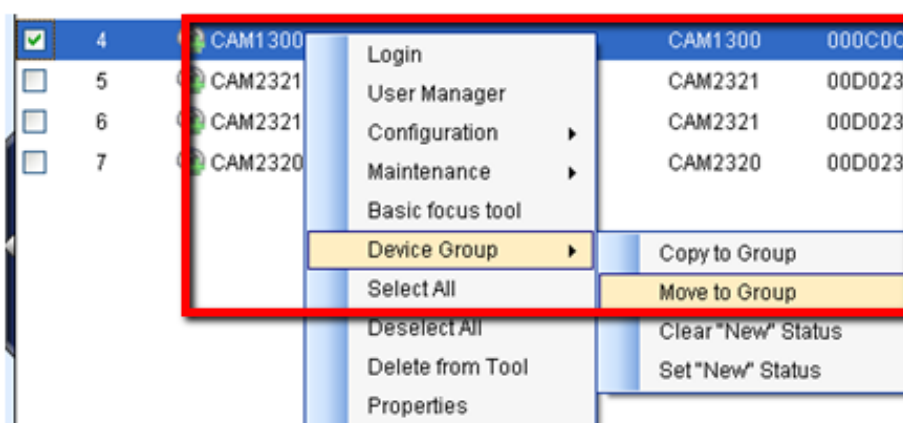 4 CAM1300 CAM1300 000C0C
5 CAM2321 CAM2321 00D023
6 CAM2321 CAM2321 00D023
7 CAM2320 CAM2320 00D023
Login
User Manager
Configuration
Maintenance
Basic focus tool
Device Group
Select All
Deselect All
Delete from Tool
Properties
Copy to Group
Move to Group
Clear "New" Status
Set "New" Status